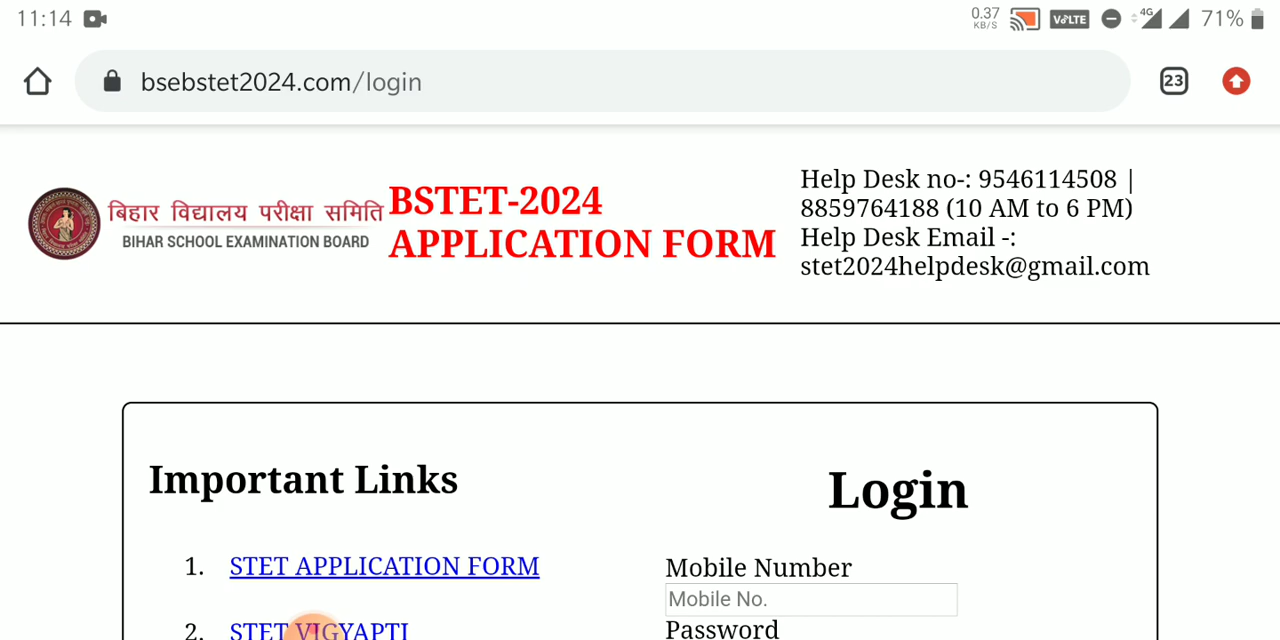 11:14
0.37
KB/S
VoLTE
4G
71%
bsebstet2024.com/login
23
बिहार विद्यालय परीक्षा समिति
BIHAR SCHOOL EXAMINATION BOARD
BSTET-2024
APPLICATION FORM
Help Desk no-: 9546114508 |
8859764188 (10 AM to 6 PM)
Help Desk Email -:
stet2024helpdesk@gmail.com
Important Links
1. STET APPLICATION FORM
2. STET VIGYAPTI
Login
Mobile Number
Mobile No.
Password